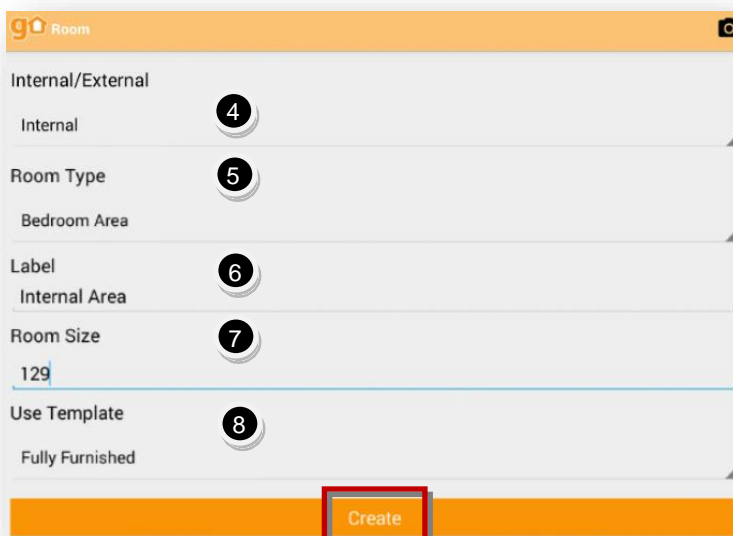 go Room
Internal/External
4
Internal
Room Type
5
Bedroom Area
Label
6
Internal Area
Room Size
7
129
Use Template
8
Fully Furnished
Create